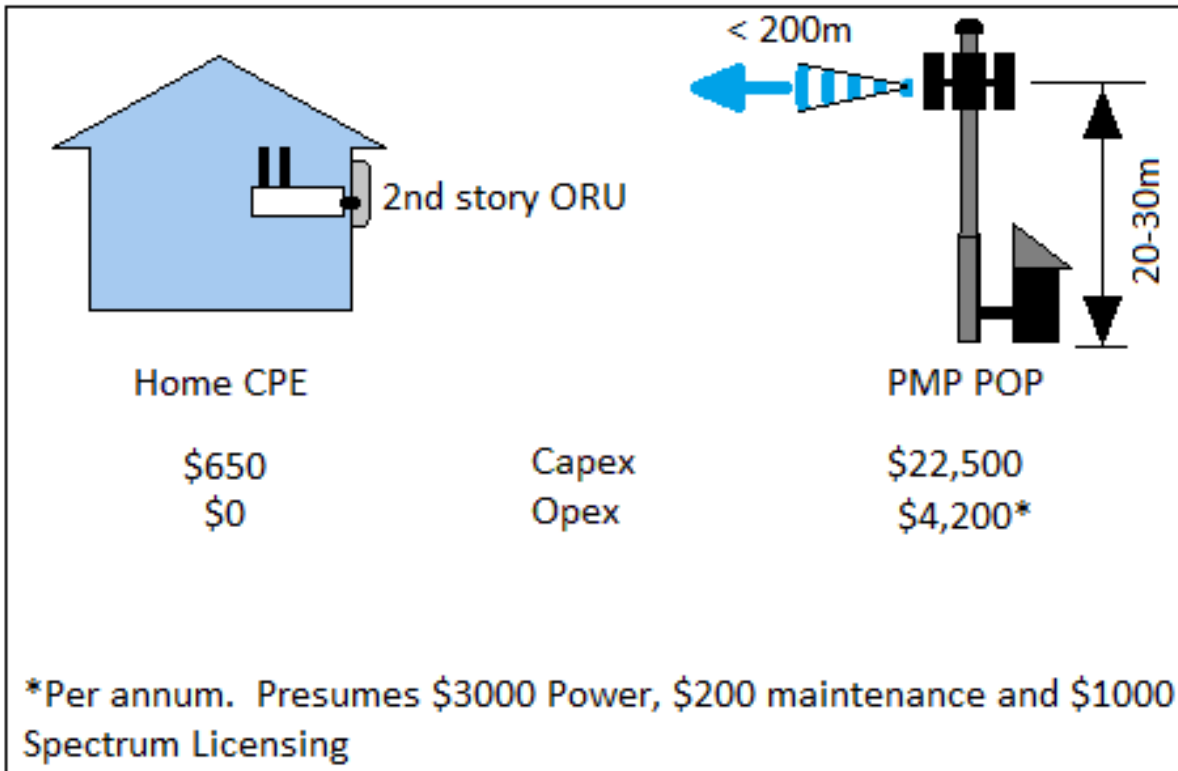 < 200m
2nd story ORU
20-30m
Home CPE
PMP POP
$650 Capex $22,500
$0 Opex $4,200*
*Per annum. Presumes $3000 Power, $200 maintenance and $1000
Spectrum Licensing